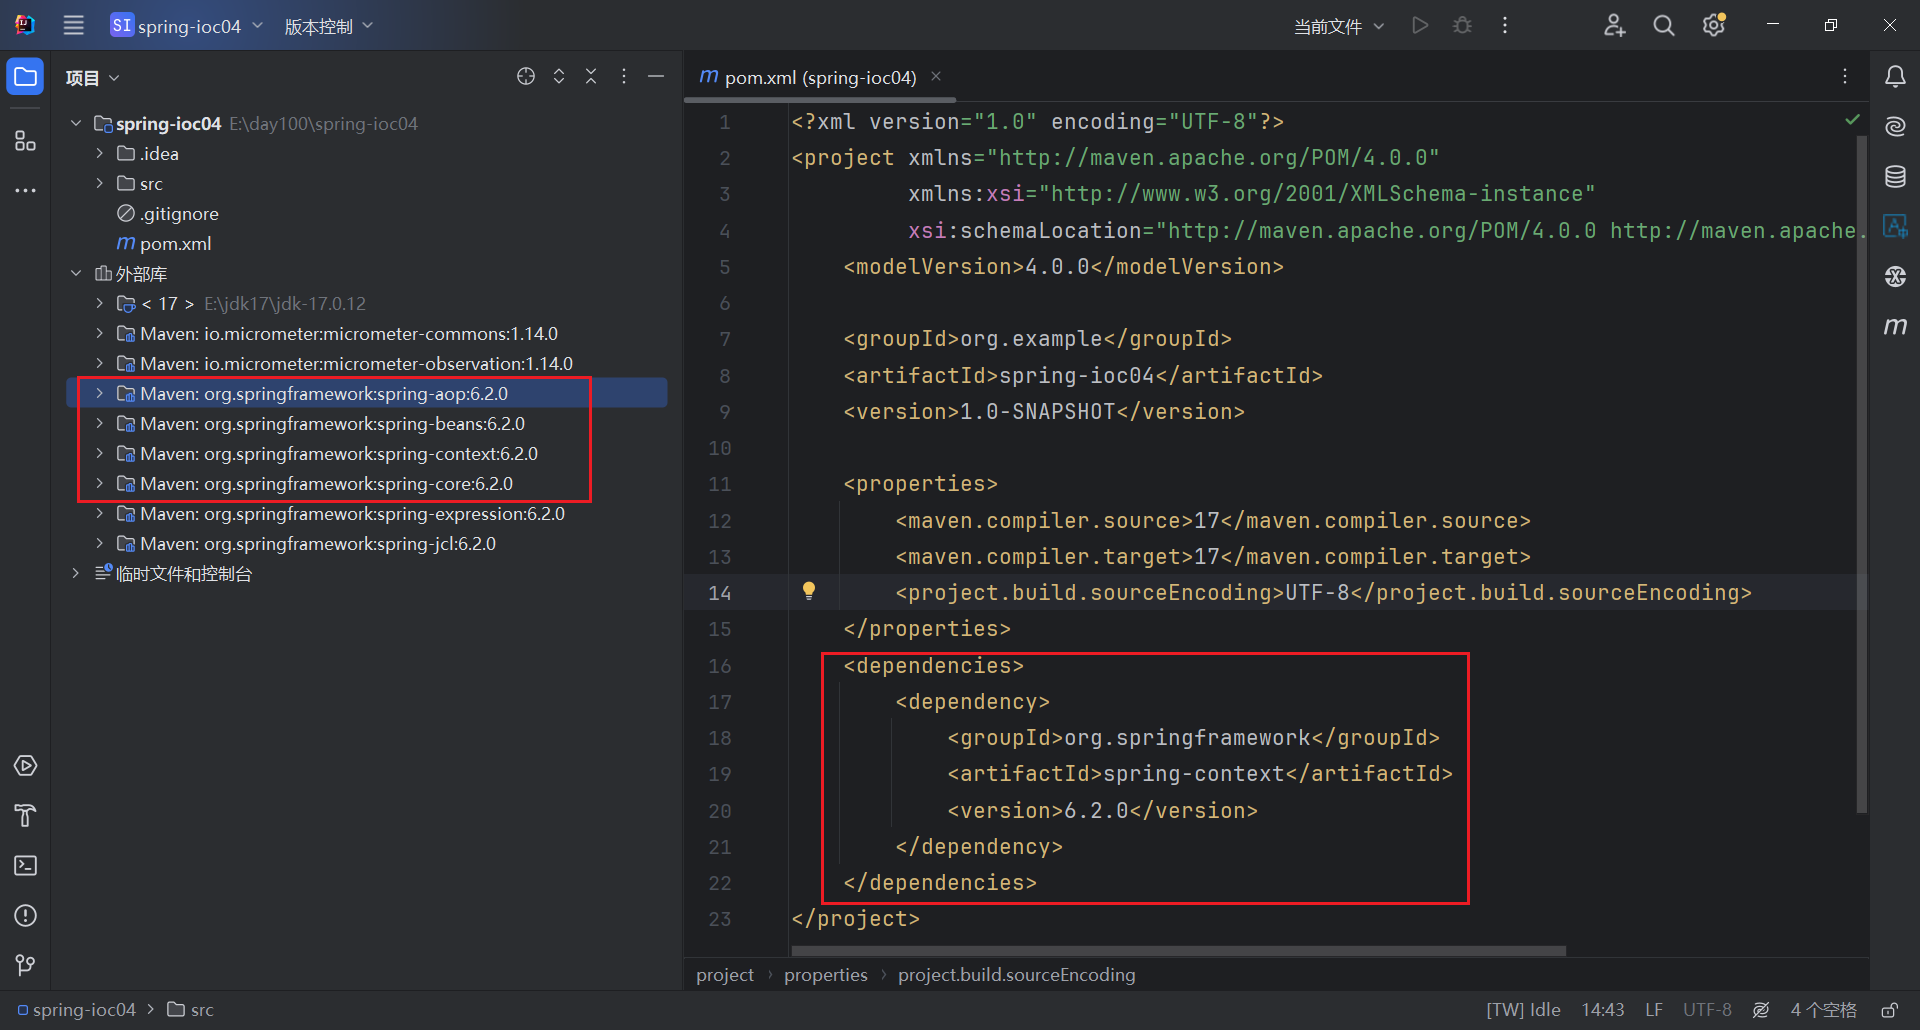 SI spring-ioc04 版本控制 当前文件
项目
spring-ioc04 E:\day100\spring-ioc04
.idea
src
.gitignore
m pom.xml
外部库
< 17 > E:\jdk17\jdk-17.0.12
Maven: io.micrometer:micrometer-commons:1.14.0
Maven: io.micrometer:micrometer-observation:1.14.0
Maven: org.springframework:spring-aop:6.2.0
Maven: org.springframework:spring-beans:6.2.0
Maven: org.springframework:spring-context:6.2.0
Maven: org.springframework:spring-core:6.2.0
Maven: org.springframework:spring-expression:6.2.0
Maven: org.springframework:spring-jcl:6.2.0
临时文件和控制台
m pom.xml (spring-ioc04)
1 <?xml version="1.0" encoding="UTF-8"?>
2 <project xmlns="http://maven.apache.org/POM/4.0.0"
3 xmlns:xsi="http://www.w3.org/2001/XMLSchema-instance"
4 xsi:schemaLocation="http://maven.apache.org/POM/4.0.0 http://maven.apache.
5 <modelVersion>4.0.0</modelVersion>
6
7 <groupId>org.example</groupId>
8 <artifactId>spring-ioc04</artifactId>
9 <version>1.0-SNAPSHOT</version>
10
11 <properties>
12 <maven.compiler.source>17</maven.compiler.source>
13 <maven.compiler.target>17</maven.compiler.target>
14 <project.build.sourceEncoding>UTF-8</project.build.sourceEncoding>
15 </properties>
16 <dependencies>
17 <dependency>
18 <groupId>org.springframework</groupId>
19 <artifactId>spring-context</artifactId>
20 <version>6.2.0</version>
21 </dependency>
22 </dependencies>
23 </project>
m
project › properties › project.build.sourceEncoding
spring-ioc04 > src [TW] Idle 14:43 LF UTF-8 4 个空格